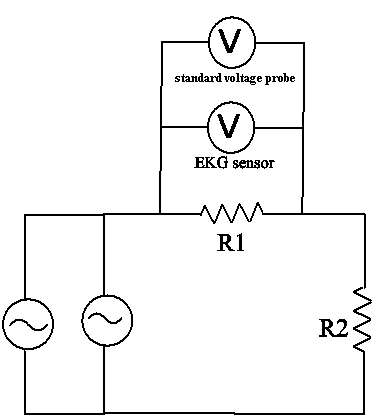 V
standard voltage probe
V
EKG sensor
R1
R2